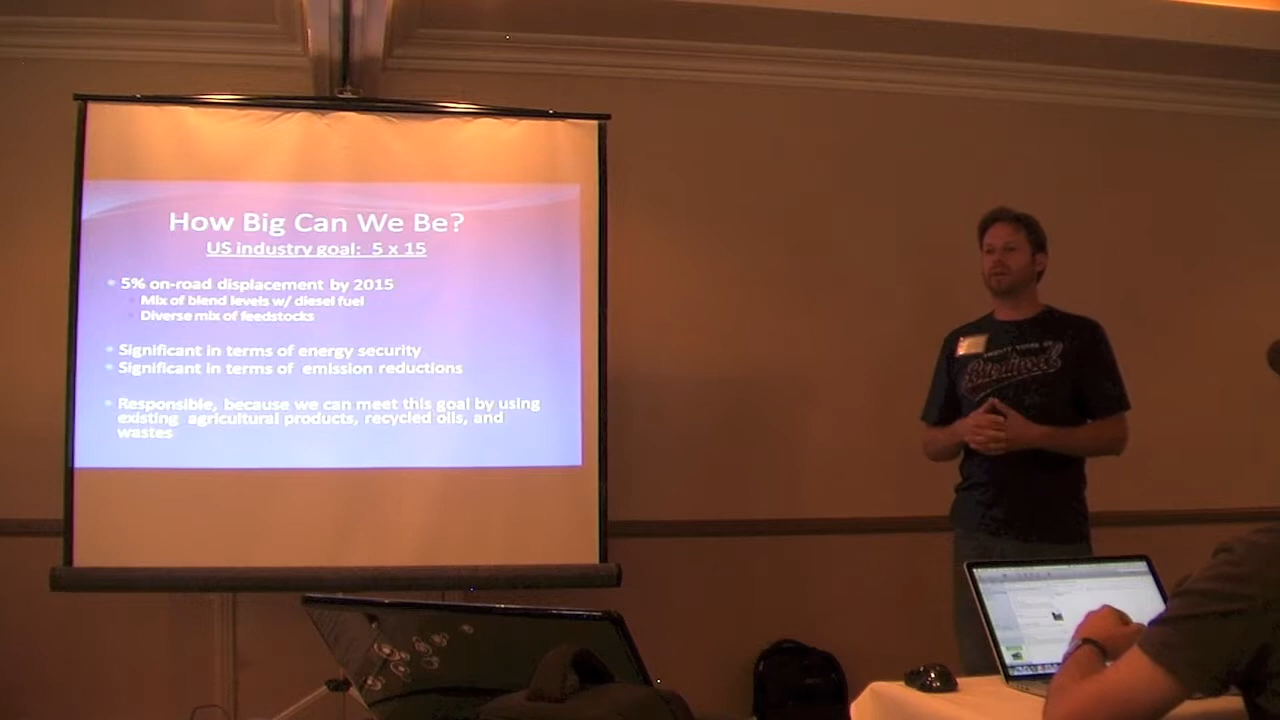 How Big Can We Be?
US industry goal: 5 x 15
5% on-road displacement by 2015
Mix of blend levels w/ diesel fuel
Diverse mix of feedstocks
Significant in terms of energy security
Significant in terms of emission reductions
Responsible, because we can meet this goal by using
existing agricultural products, recycled oils, and
wastes
Biodiesel